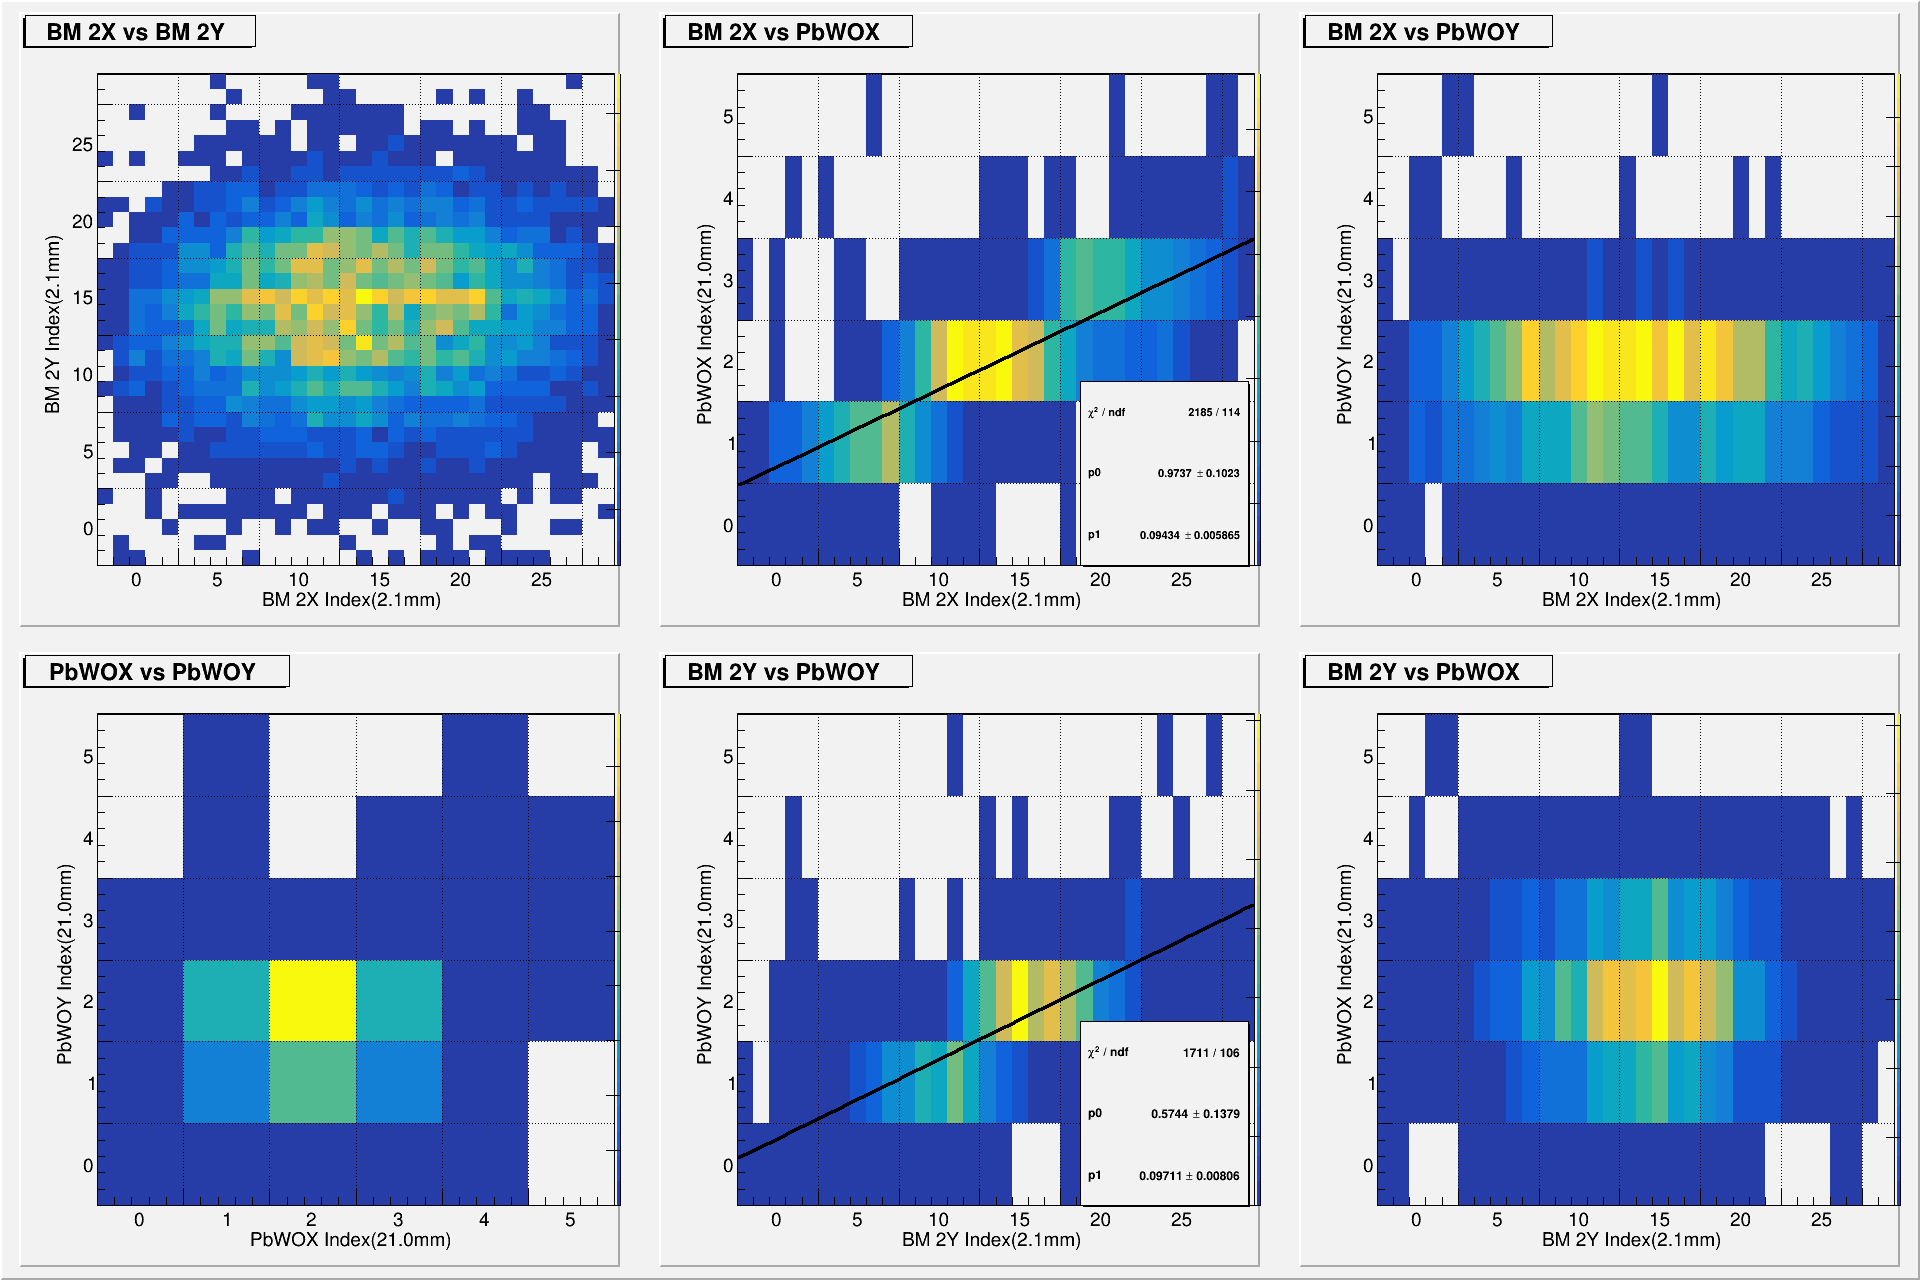 BM 2X vs BM 2Y
25
20
15
10
5
0
BM 2Y Index(2.1mm)
0 5 10 15 20 25
BM 2X Index(2.1mm)
BM 2X vs PbWOX
5
4
3
2
1
0
PbWOX Index(21.0mm)
χ² / ndf 2185 / 114
p0 0.9737 ± 0.1023
p1 0.09434 ± 0.005865
0 5 10 15 20 25
BM 2X Index(2.1mm)
BM 2X vs PbWOY
5
4
3
2
1
0
PbWOY Index(21.0mm)
0 5 10 15 20 25
BM 2X Index(2.1mm)
PbWOX vs PbWOY
5
4
3
2
1
0
PbWOY Index(21.0mm)
0 1 2 3 4 5
PbWOX Index(21.0mm)
BM 2Y vs PbWOY
5
4
3
2
1
0
PbWOY Index(21.0mm)
χ² / ndf 1711 / 106
p0 0.5744 ± 0.1379
p1 0.09711 ± 0.00806
0 5 10 15 20 25
BM 2Y Index(2.1mm)
BM 2Y vs PbWOX
5
4
3
2
1
0
PbWOX Index(21.0mm)
0 5 10 15 20 25
BM 2Y Index(2.1mm)